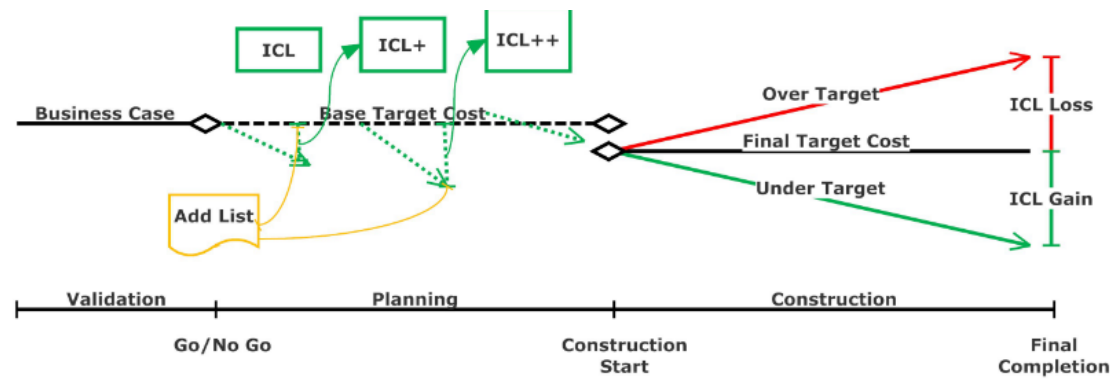 ICL
ICL+
ICL++
Business Case
Base Target Cost
Over Target
ICL Loss
Final Target Cost
Under Target
ICL Gain
Add List
Validation
Planning
Construction
Go/No Go
Construction
Start
Final
Completion